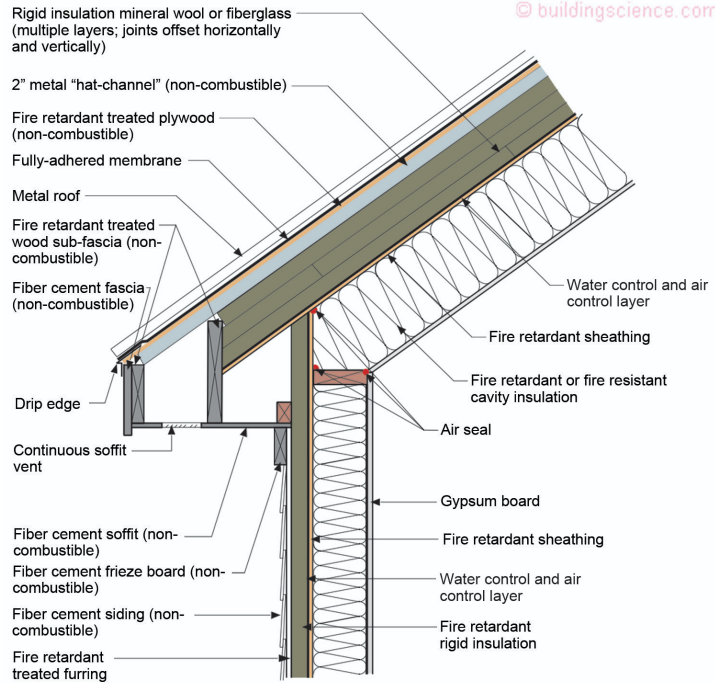 © buildingscience.com
Rigid insulation mineral wool or fiberglass
(multiple layers; joints offset horizontally
and vertically)
2” metal “hat-channel” (non-combustible)
Fire retardant treated plywood
(non-combustible)
Fully-adhered membrane
Metal roof
Fire retardant treated
wood sub-fascia (non-
combustible)
Fiber cement fascia
(non-combustible)
Drip edge
Continuous soffit
vent
Fiber cement soffit (non-
combustible)
Fiber cement frieze board (non-
combustible)
Fiber cement siding (non-
combustible)
Fire retardant
treated furring
Water control and air
control layer
Fire retardant sheathing
Fire retardant or fire resistant
cavity insulation
Air seal
Gypsum board
Fire retardant sheathing
Water control and air
control layer
Fire retardant
rigid insulation